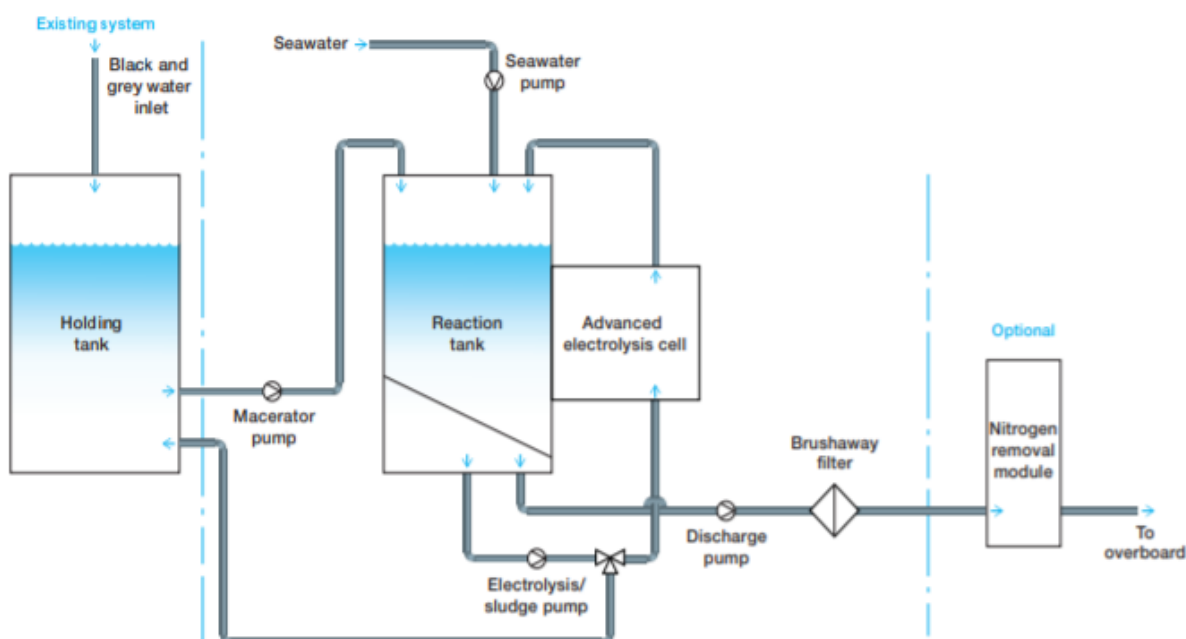 Existing system
Black and
grey water
inlet
Seawater
Seawater
pump
Holding
tank
Macerator
pump
Reaction
tank
Advanced
electrolysis cell
Electrolysis/
sludge pump
Discharge
pump
Brushaway
filter
Optional
Nitrogen
removal
module
To
overboard